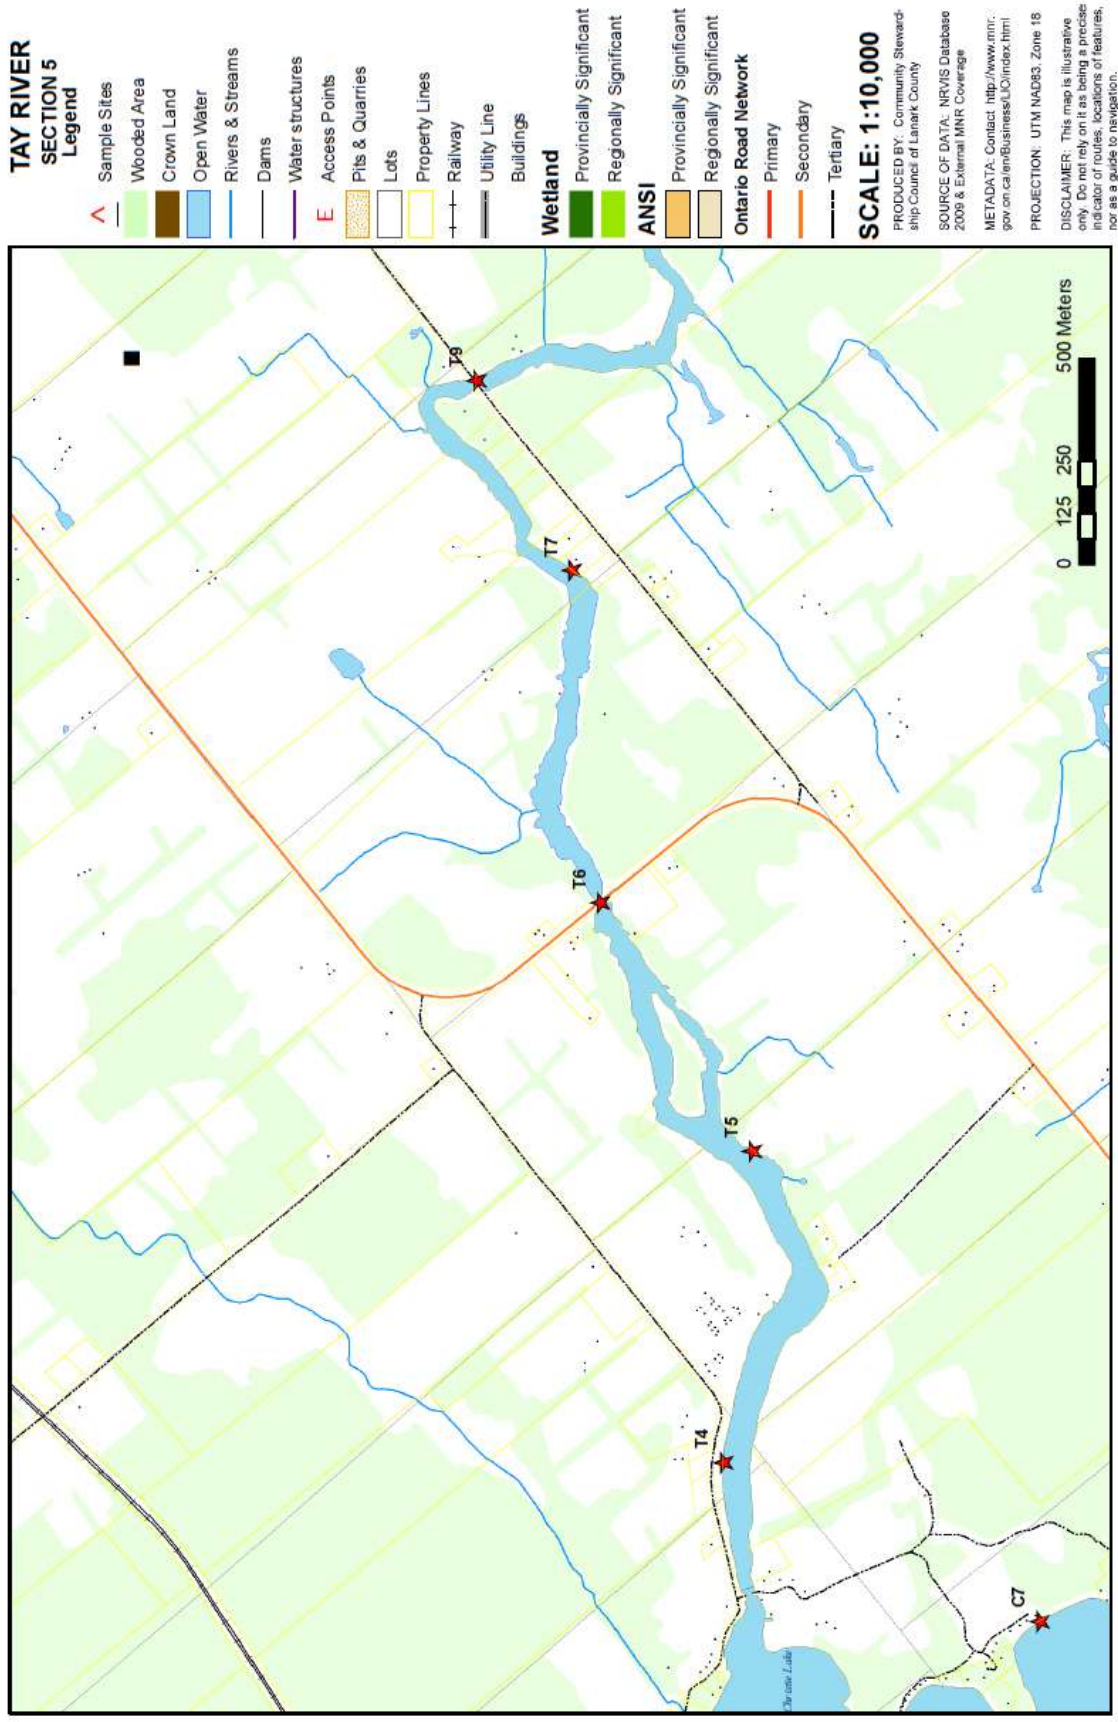 TAY RIVER
SECTION 5
Legend
Sample Sites
Wooded Area
Crown Land
Open Water
Rivers & Streams
Dams
Water structures
E Access Points
Pits & Quarries
Lots
Property Lines
Railway
Utility Line
Buildings
Wetland
Provincially Significant
Regionally Significant
ANSI
Provincially Significant
Regionally Significant
Ontario Road Network
Primary
Secondary
Tertiary
SCALE: 1:10,000
PRODUCED BY: Community Steward-
ship Council of Lanark County
SOURCE OF DATA: NRVIS Database
2009 & External MNR Coverage
METADATA: Contact http://www.mnr.
gov.on.ca/en/Business/LIO/index.html
PROJECTION: UTM NAD83, Zone 18
DISCLAIMER: This map is illustrative
only. Do not rely on it as being a precise
indicator of routes, locations of features,
nor as a guide to navigation.
T9
T7
T6
T5
T4
C7
Christie Lake
0 125 250 500 Meters